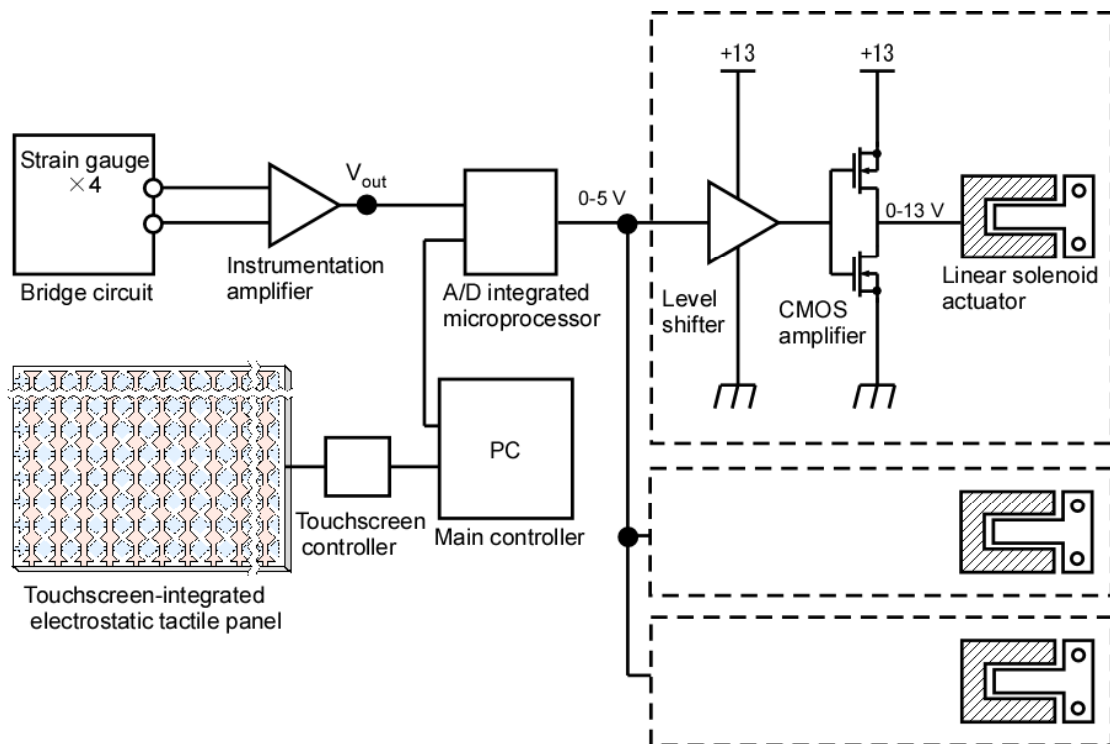 Strain gauge
×4
Bridge circuit
Instrumentation
amplifier
V out
A/D integrated
microprocessor
0-5 V
+13
+13
Level
shifter
CMOS
amplifier
0-13 V
Linear solenoid
actuator
Touchscreen-integrated
electrostatic tactile panel
Touchscreen
controller
PC
Main controller